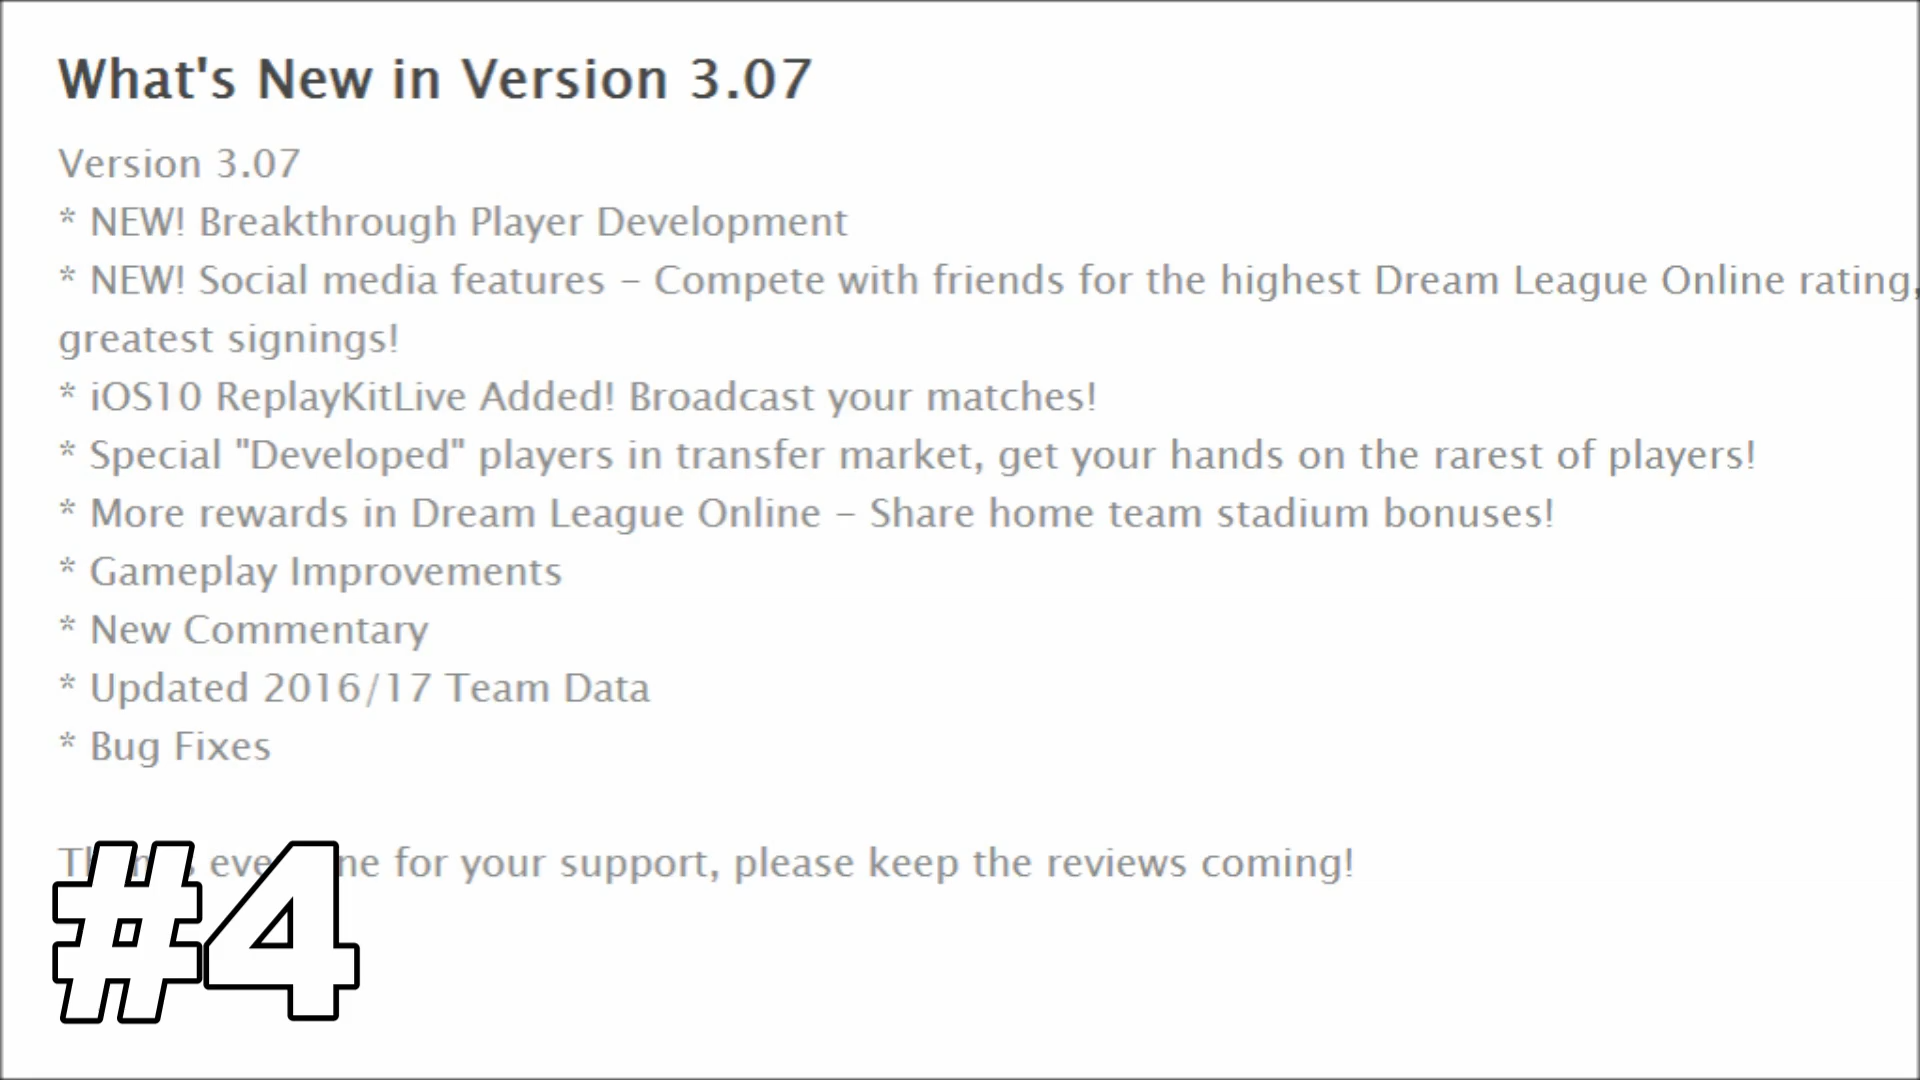 What's New in Version 3.07
Version 3.07
* NEW! Breakthrough Player Development
* NEW! Social media features – Compete with friends for the highest Dream League Online rating,
greatest signings!
* iOS10 ReplayKitLive Added! Broadcast your matches!
* Special "Developed" players in transfer market, get your hands on the rarest of players!
* More rewards in Dream League Online – Share home team stadium bonuses!
* Gameplay Improvements
* New Commentary
* Updated 2016/17 Team Data
* Bug Fixes
for your support, please keep the reviews coming!
#4